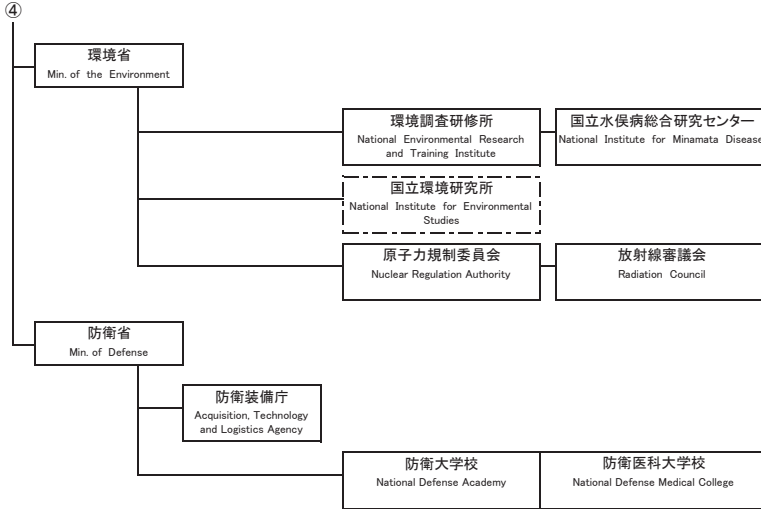 ④
環境省
Min. of the Environment
環境調査研修所
National Environmental Research
and Training Institute
国立水俣病総合研究センター
National Institute for Minamata Disease
国立環境研究所
National Institute for Environmental
Studies
原子力規制委員会
Nuclear Regulation Authority
放射線審議会
Radiation Council
防衛省
Min. of Defense
防衛装備庁
Acquisition, Technology
and Logistics Agency
防衛大学校
National Defense Academy
防衛医科大学校
National Defense Medical College